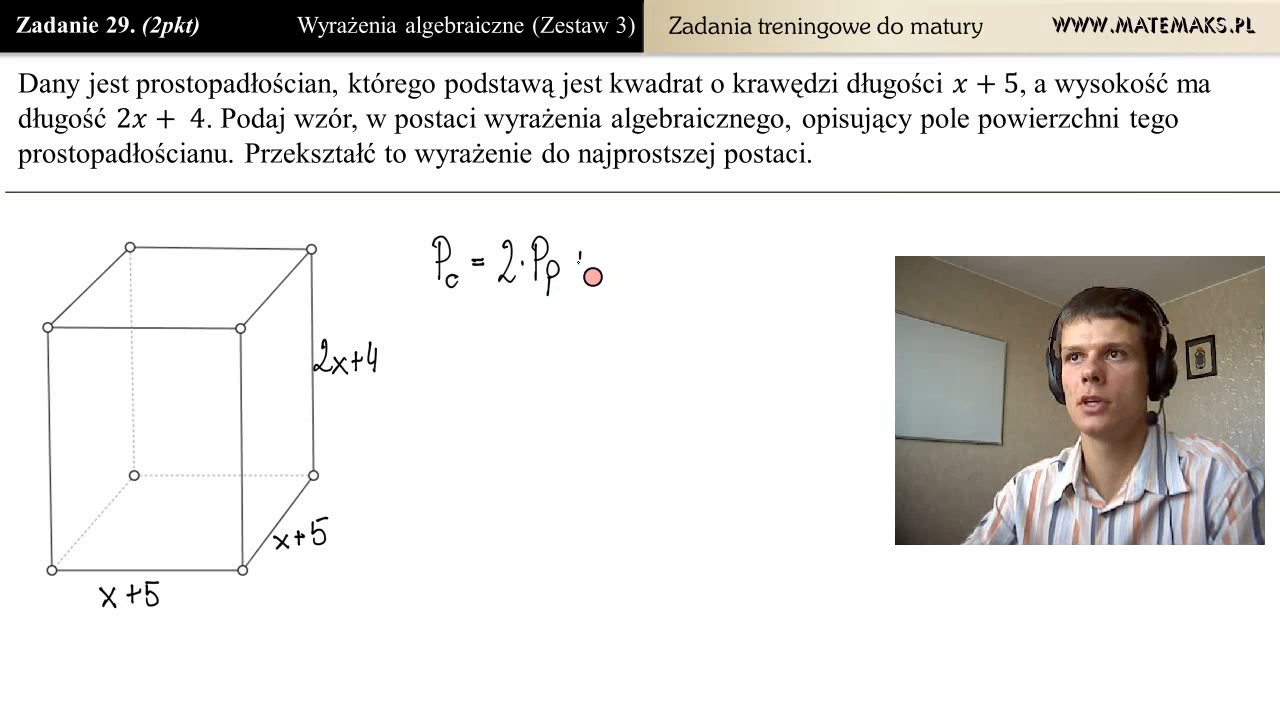 Zadanie 29. (2pkt) Wyrażenia algebraiczne (Zestaw 3) Zadania treningowe do matury WWW.MATEMAKS.PL
Dany jest prostopadłościan, którego podstawą jest kwadrat o krawędzi długości x + 5, a wysokość ma
długość 2x + 4. Podaj wzór, w postaci wyrażenia algebraicznego, opisujący pole powierzchni tego
prostopadłościanu. Przekształć to wyrażenie do najprostszej postaci.
Pc = 2·Pp
2x+4
x+5
x+5